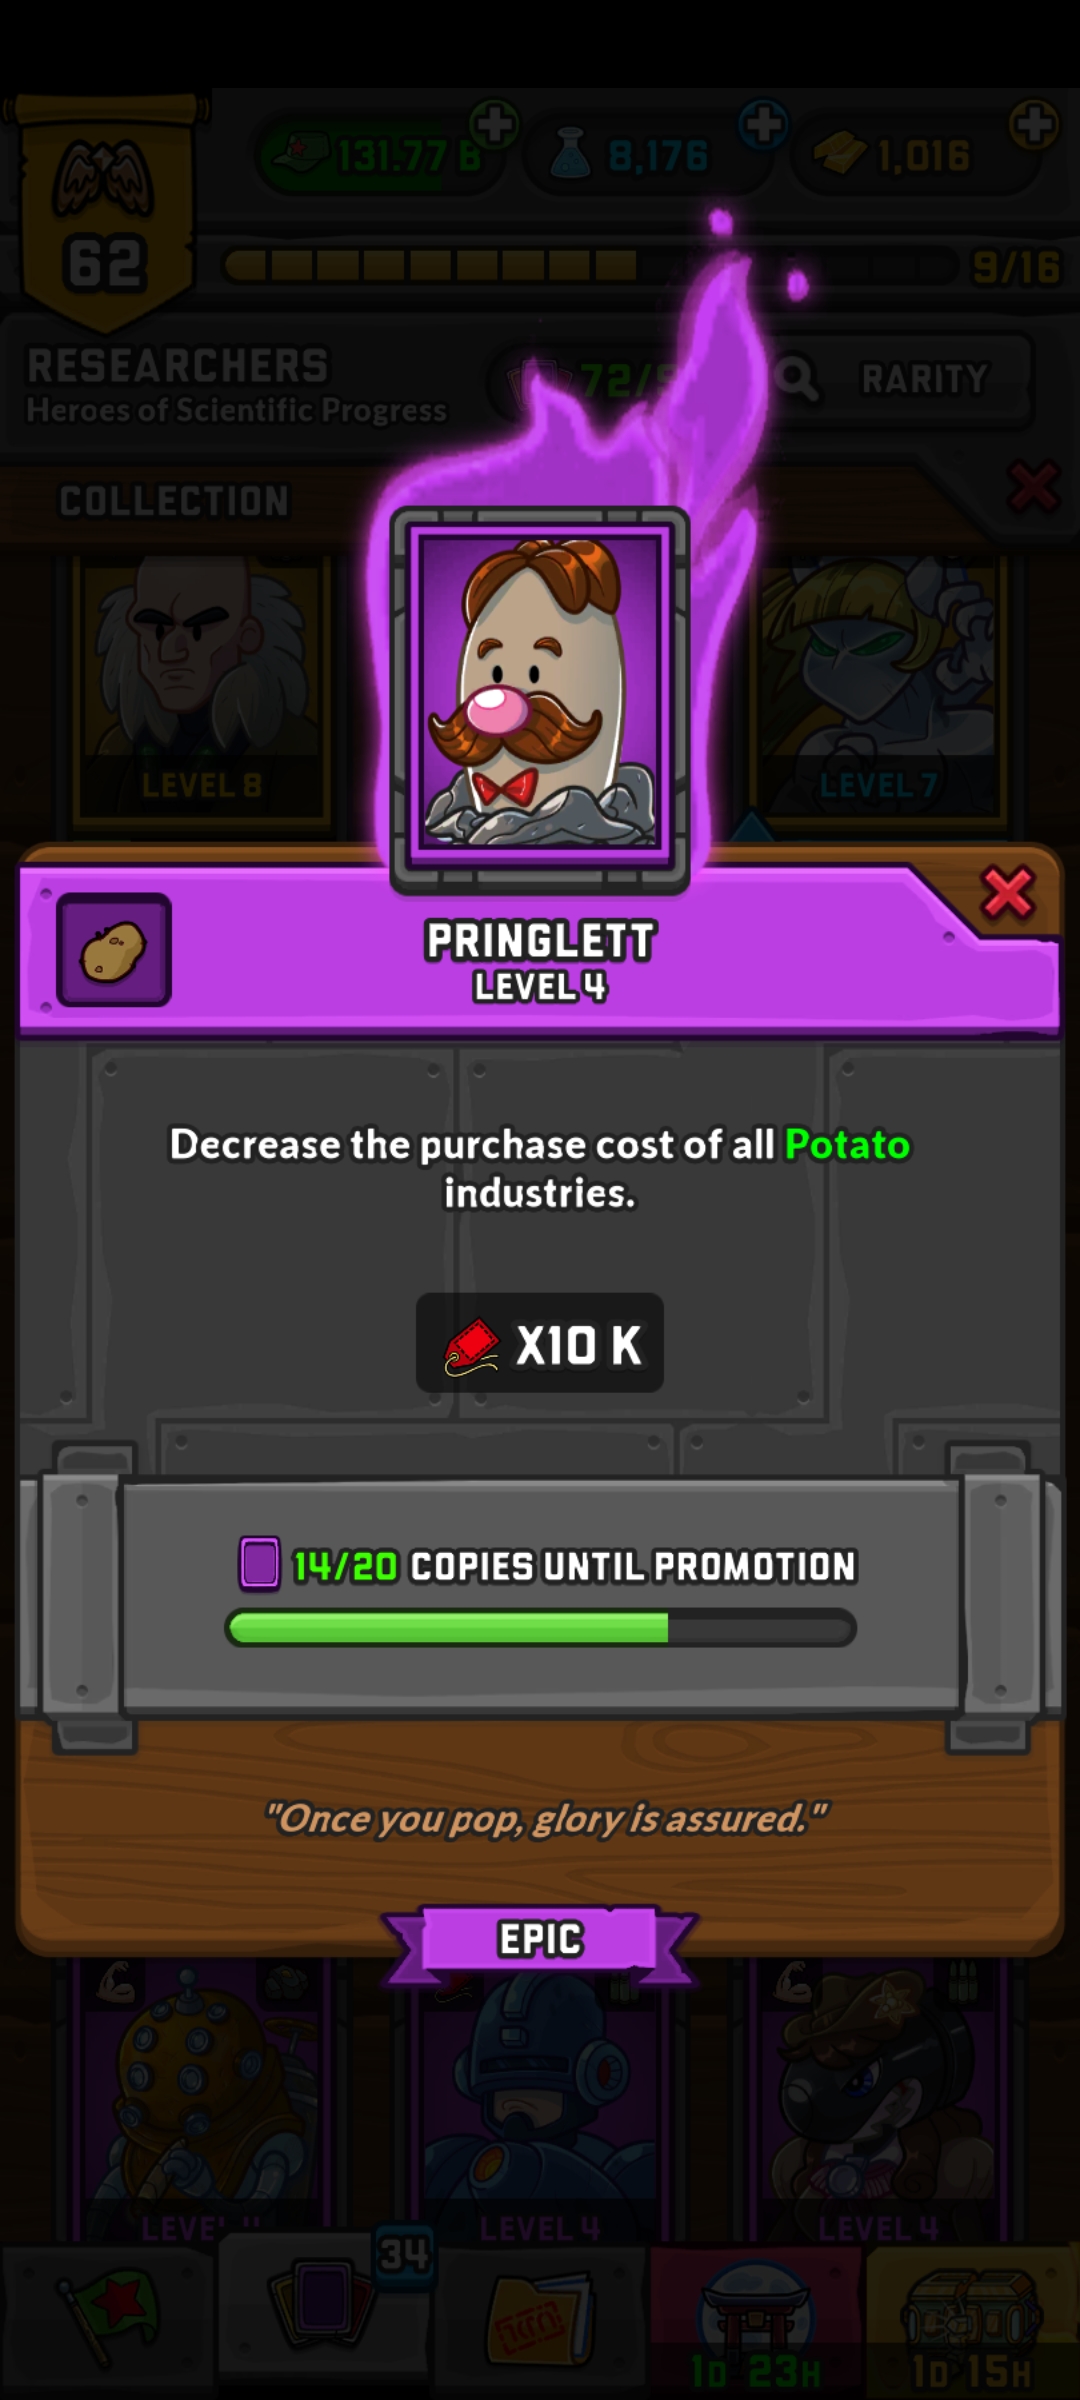 131.77 B
8,176
1,016
62
9/16
RESEARCHERS
Heroes of Scientific Progress
RARITY
COLLECTION
LEVEL 8
LEVEL 7
PRINGLETT
LEVEL 4
Decrease the purchase cost of all Potato
industries.
X10 K
14/20 COPIES UNTIL PROMOTION
"Once you pop, glory is assured."
EPIC
LEVEL 4
LEVEL 4
34
1D 23H
1D 15H